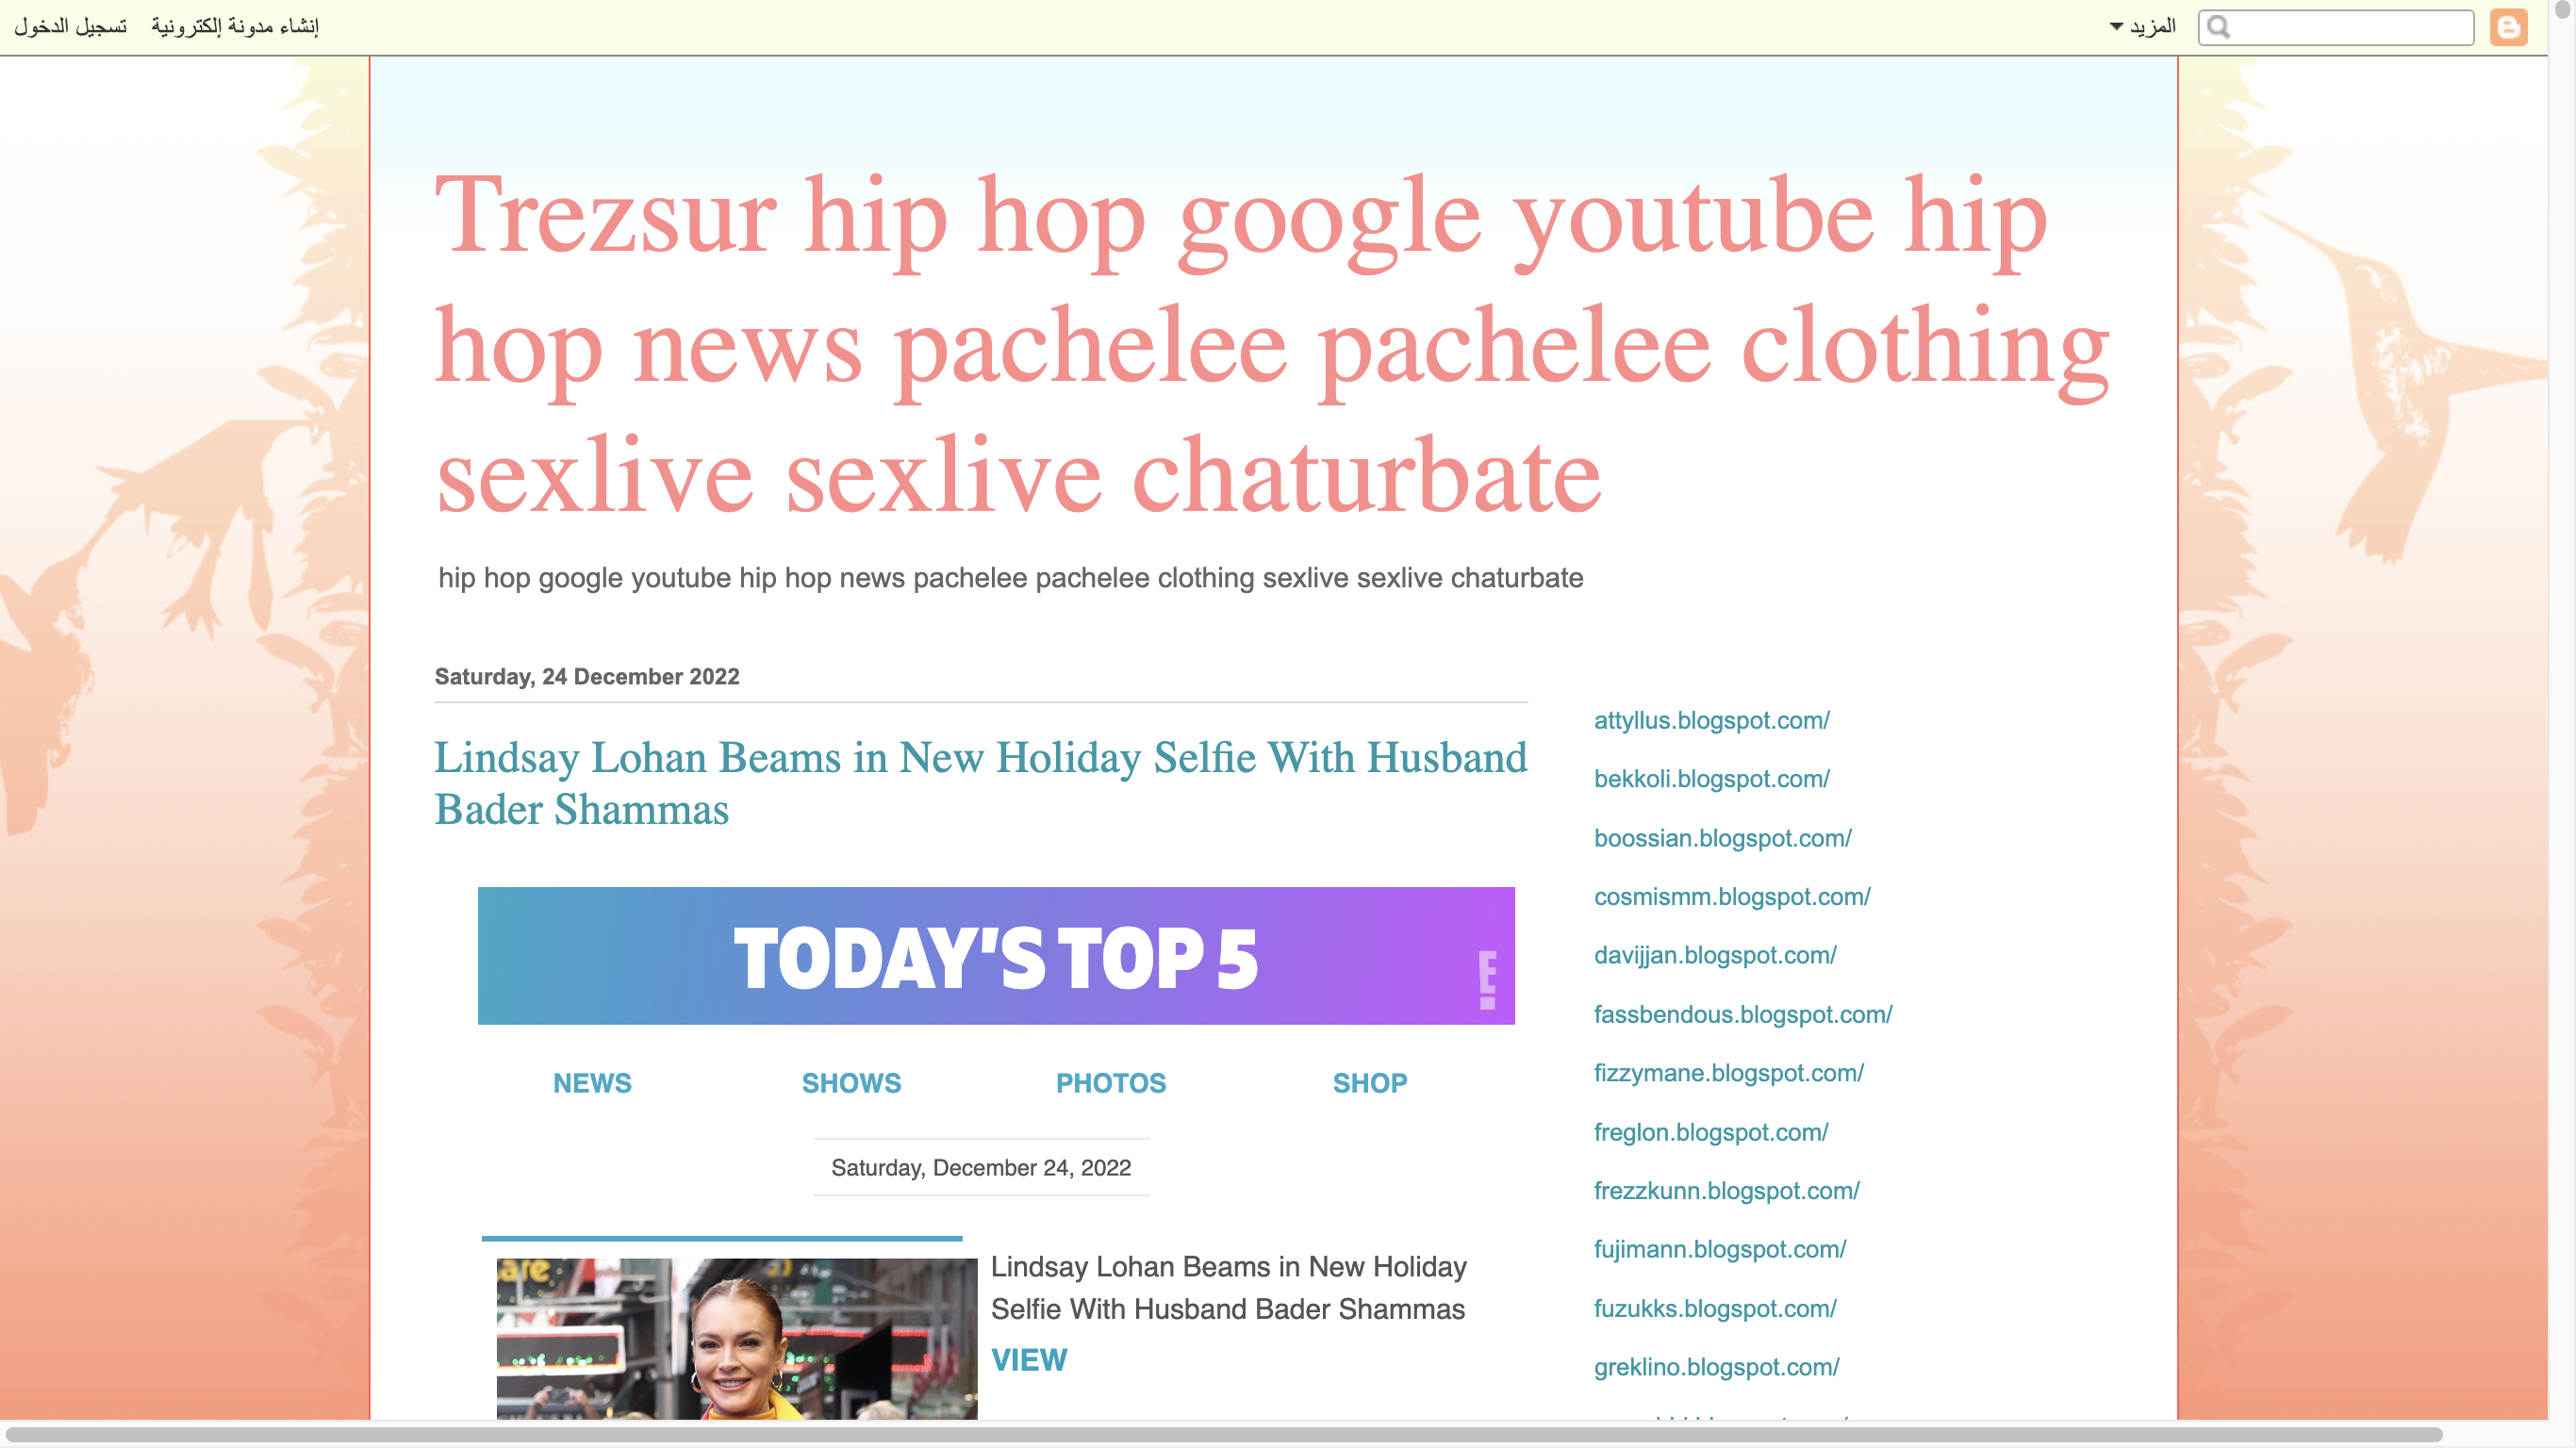 تسجيل الدخول إنشاء مدونة إلكترونية المزيد
Trezsur hip hop google youtube hip
hop news pachelee pachelee clothing
sexlive sexlive chaturbate
hip hop google youtube hip hop news pachelee pachelee clothing sexlive sexlive chaturbate
Saturday, 24 December 2022
Lindsay Lohan Beams in New Holiday Selfie With Husband
Bader Shammas
TODAY'S TOP 5
E!
NEWS SHOWS PHOTOS SHOP
Saturday, December 24, 2022
Lindsay Lohan Beams in New Holiday
Selfie With Husband Bader Shammas
VIEW
attyllus.blogspot.com/
bekkoli.blogspot.com/
boossian.blogspot.com/
cosmismm.blogspot.com/
davijjan.blogspot.com/
fassbendous.blogspot.com/
fizzymane.blogspot.com/
freglon.blogspot.com/
frezzkunn.blogspot.com/
fujimann.blogspot.com/
fuzukks.blogspot.com/
greklino.blogspot.com/